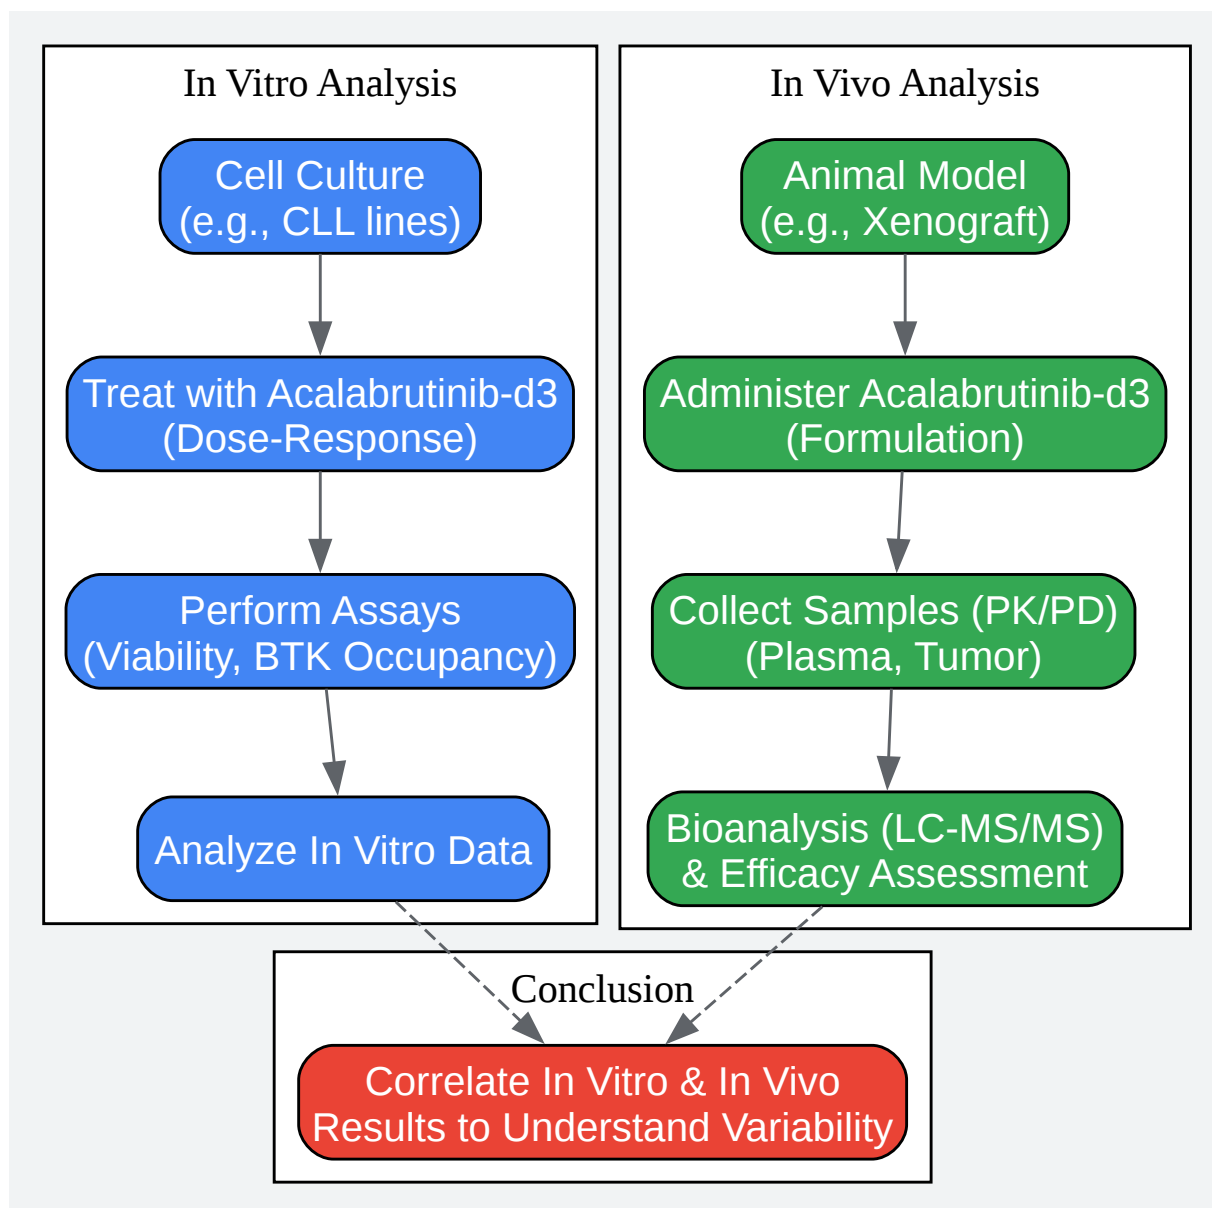 In Vitro Analysis
Cell Culture
(e.g., CLL lines)
Treat with Acalabrutinib-d3
(Dose-Response)
Perform Assays
(Viability, BTK Occupancy)
Analyze In Vitro Data
In Vivo Analysis
Animal Model
(e.g., Xenograft)
Administer Acalabrutinib-d3
(Formulation)
Collect Samples (PK/PD)
(Plasma, Tumor)
Bioanalysis (LC-MS/MS)
& Efficacy Assessment
Conclusion
Correlate In Vitro & In Vivo
Results to Understand Variability